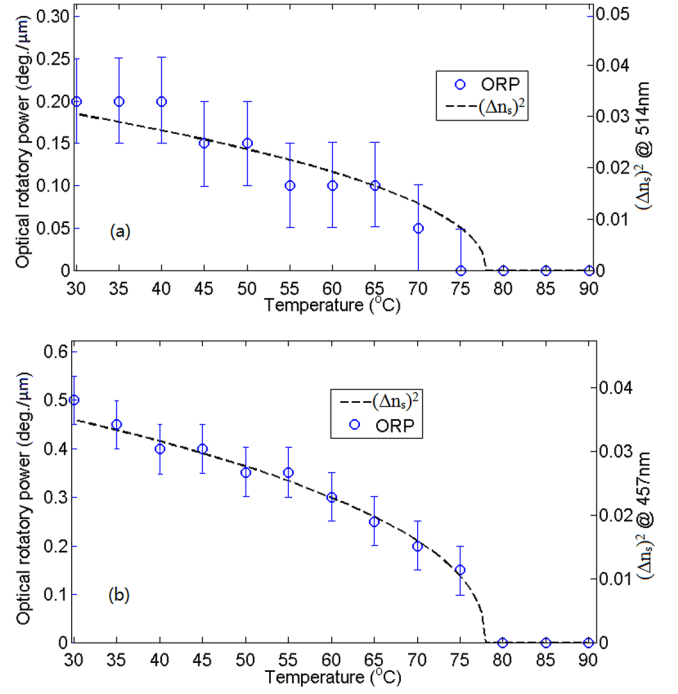 0.30
0.25
0.20
0.15
0.10
0.05
0
Optical rotatory power (deg./μm)
0.05
0.04
0.03
0.02
0.01
0
(Δnₛ)² @ 514nm
ORP
(Δnₛ)²
(a)
30 35 40 45 50 55 60 65 70 75 80 85 90
Temperature (°C)
0.6
0.5
0.4
0.3
0.2
0.1
0
Optical rotatory power (deg./μm)
0.04
0.03
0.02
0.01
0
(Δnₛ)² @ 457nm
(Δnₛ)²
ORP
(b)
30 35 40 45 50 55 60 65 70 75 80 85 90
Temperature (°C)